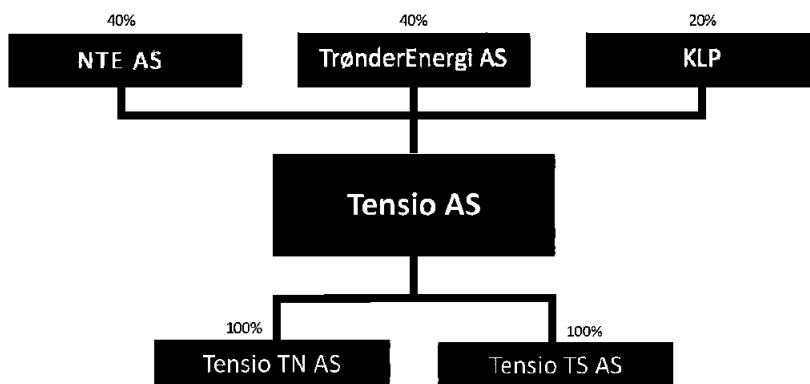 40%
40%
20%
NTE AS
TrønderEnergi AS
KLP
Tensio AS
100%
100%
Tensio TN AS
Tensio TS AS